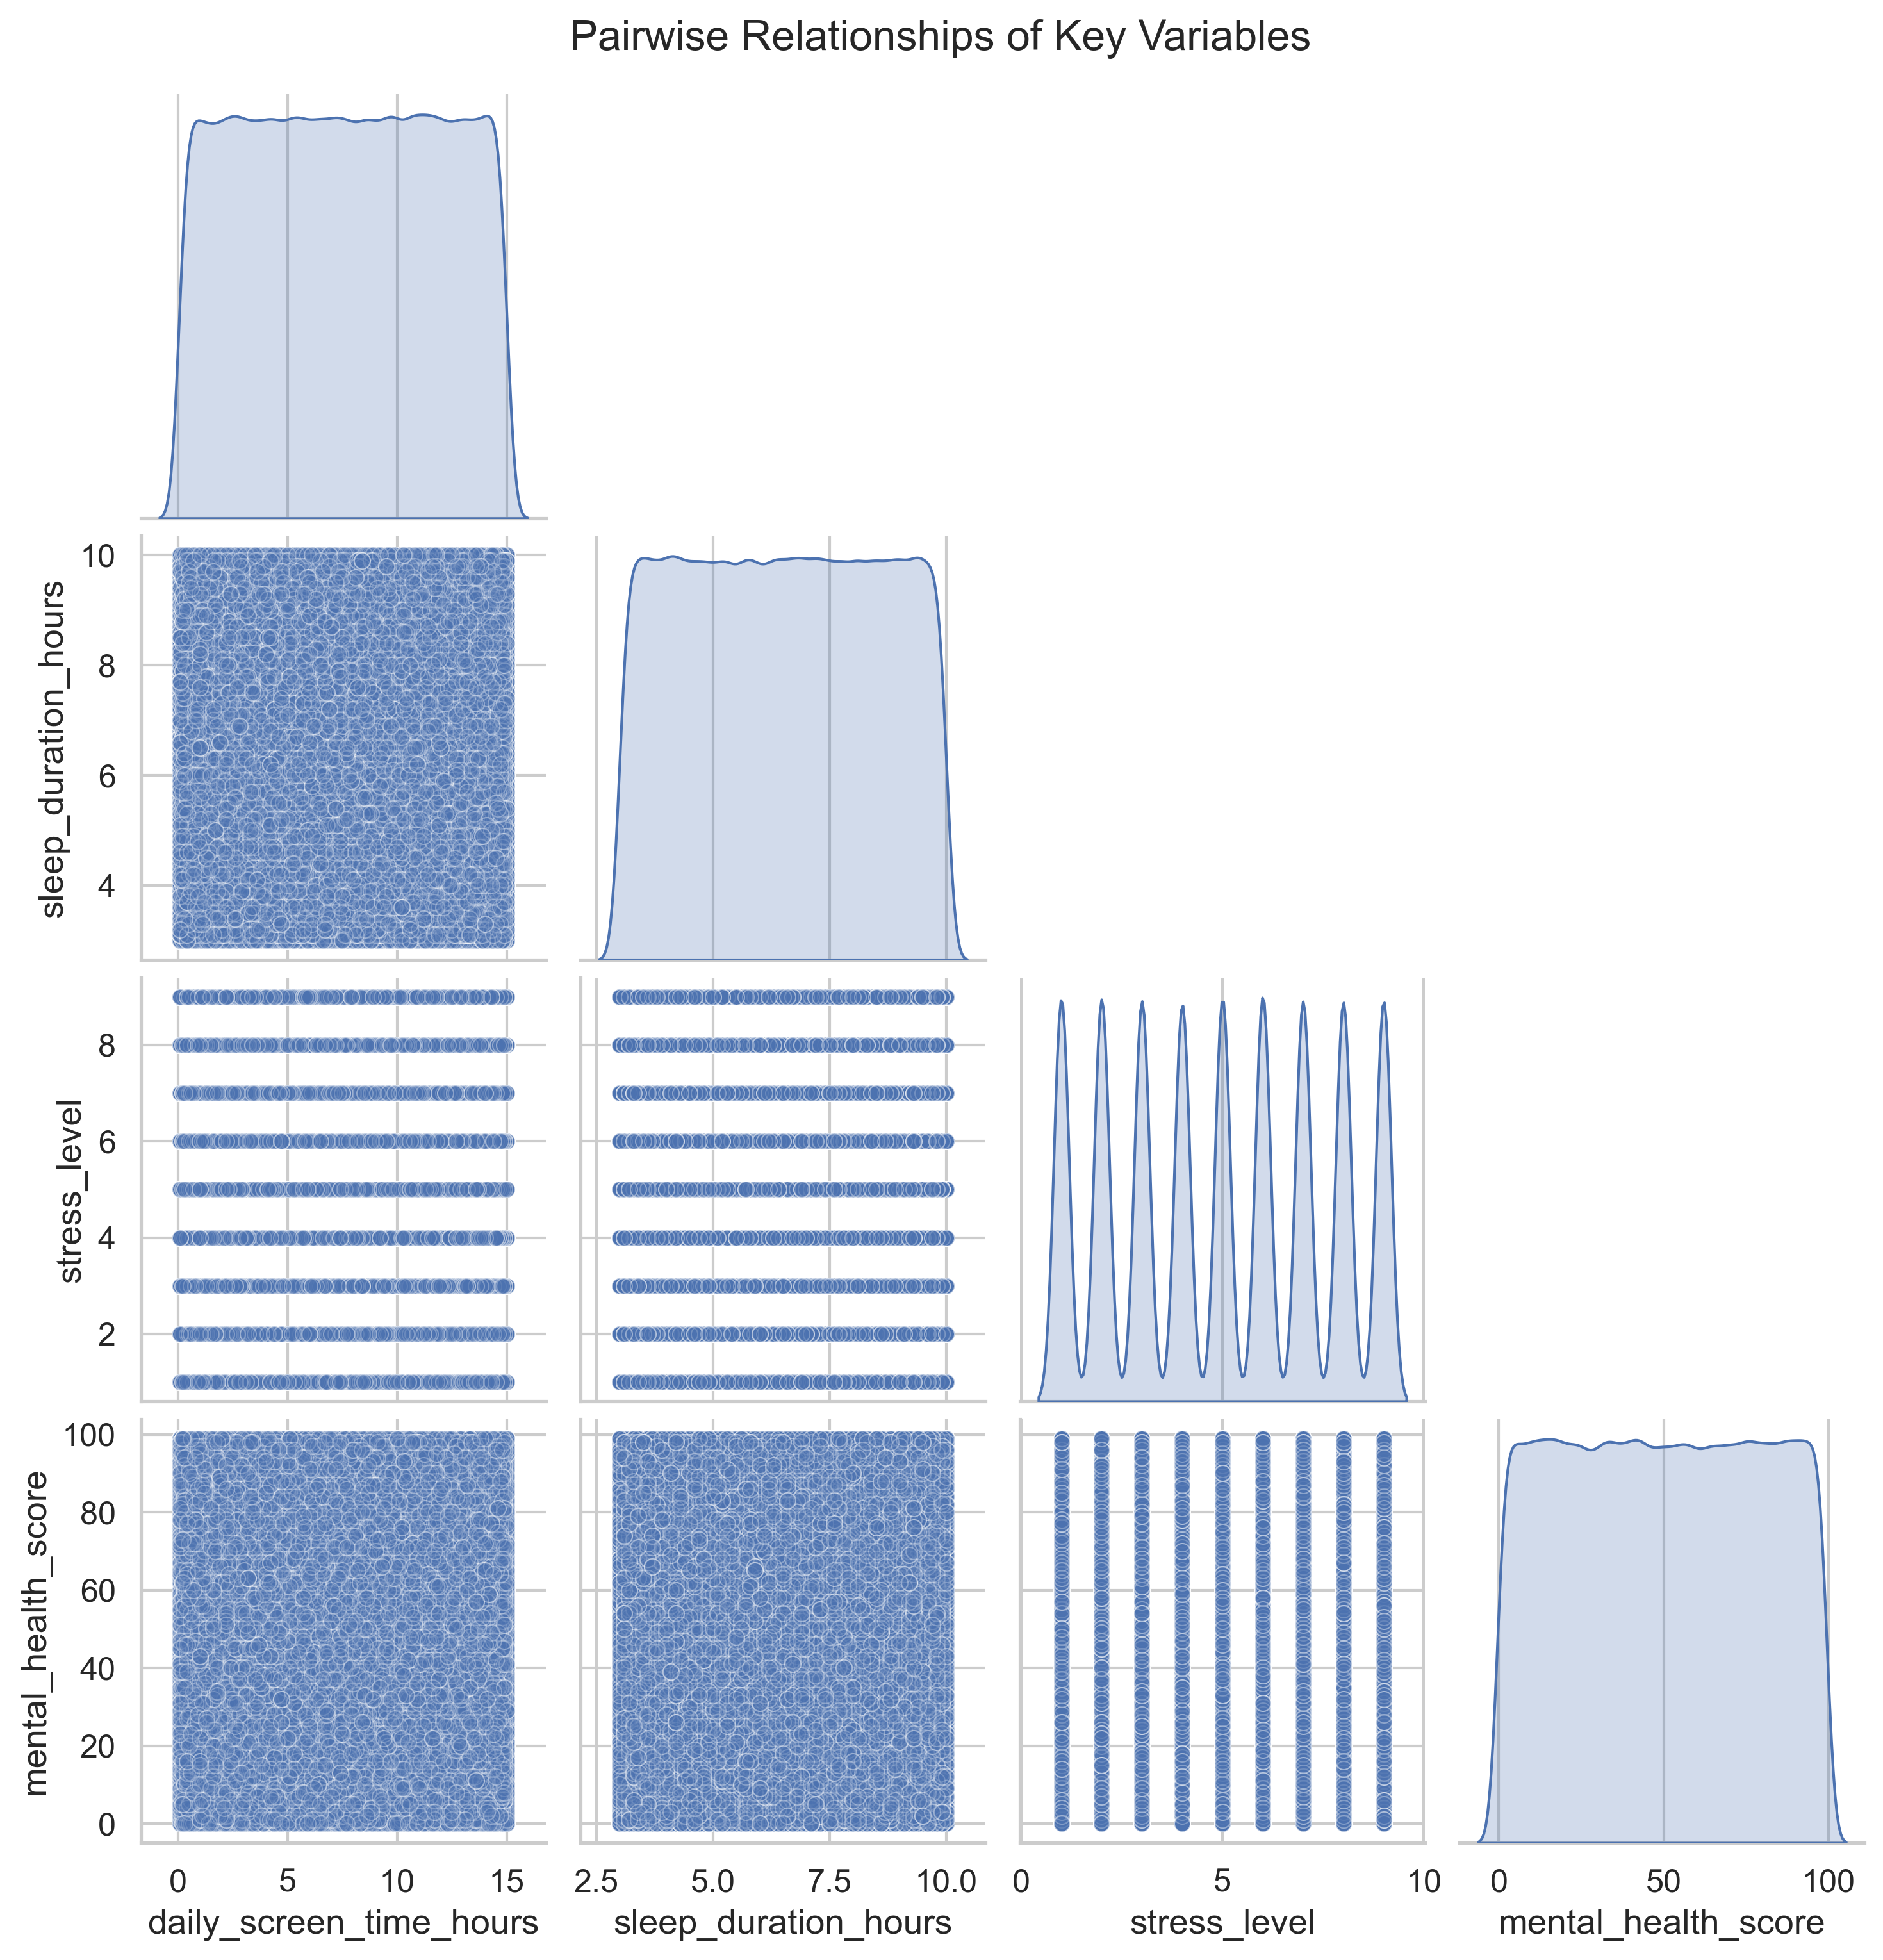 Pairwise Relationships of Key Variables
10
8
6
4
sleep_duration_hours
8
6
4
2
stress_level
100
80
60
40
20
0
mental_health_score
0 5 10 15
2.5 5.0 7.5 10.0
0 5 10
0 50 100
daily_screen_time_hours
sleep_duration_hours
stress_level
mental_health_score